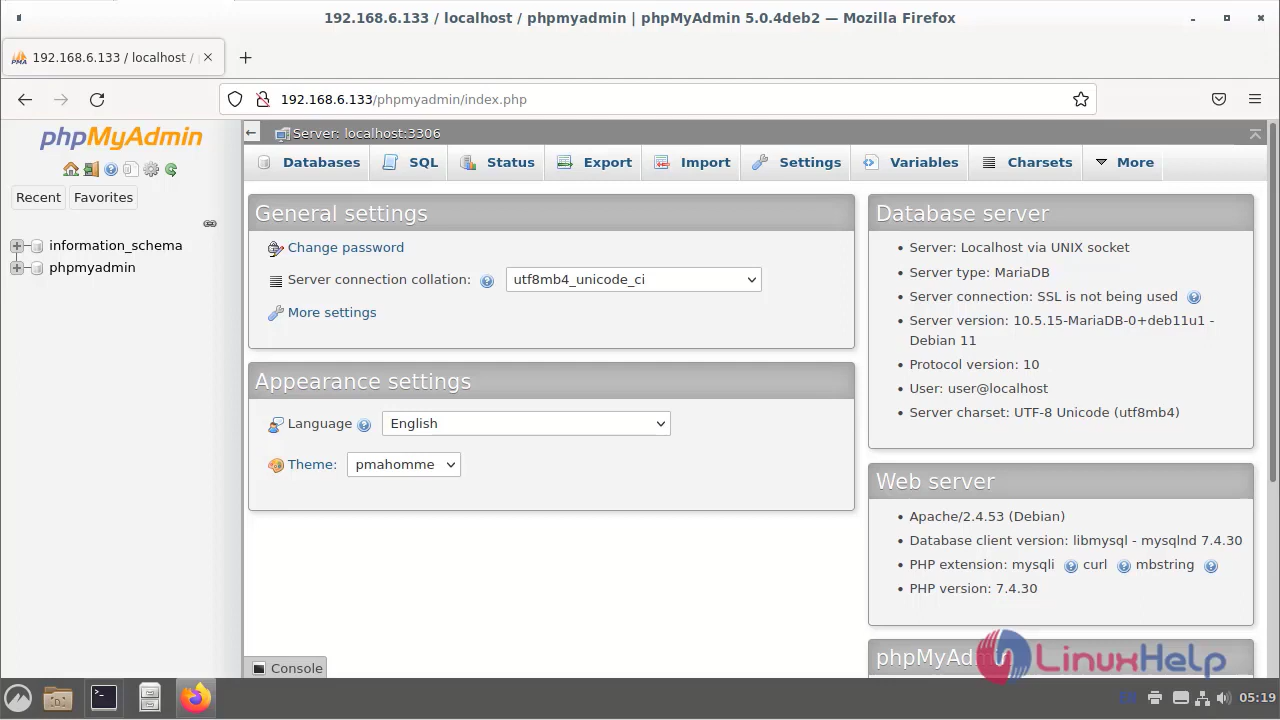 192.168.6.133 / localhost / phpmyadmin | phpMyAdmin 5.0.4deb2 — Mozilla Firefox
192.168.6.133 / localhost /
192.168.6.133/phpmyadmin/index.php
phpMyAdmin
Recent Favorites
information_schema
phpmyadmin
Server: localhost:3306
Databases SQL Status Export Import Settings Variables Charsets More
General settings
Change password
Server connection collation: utf8mb4_unicode_ci
More settings
Appearance settings
Language English
Theme: pmahomme
Database server
• Server: Localhost via UNIX socket
• Server type: MariaDB
• Server connection: SSL is not being used
• Server version: 10.5.15-MariaDB-0+deb11u1 -
Debian 11
• Protocol version: 10
• User: user@localhost
• Server charset: UTF-8 Unicode (utf8mb4)
Web server
• Apache/2.4.53 (Debian)
• Database client version: libmysql - mysqlnd 7.4.30
• PHP extension: mysqli curl mbstring
• PHP version: 7.4.30
phpMyAdmin
LinuxHelp
Console
05:19